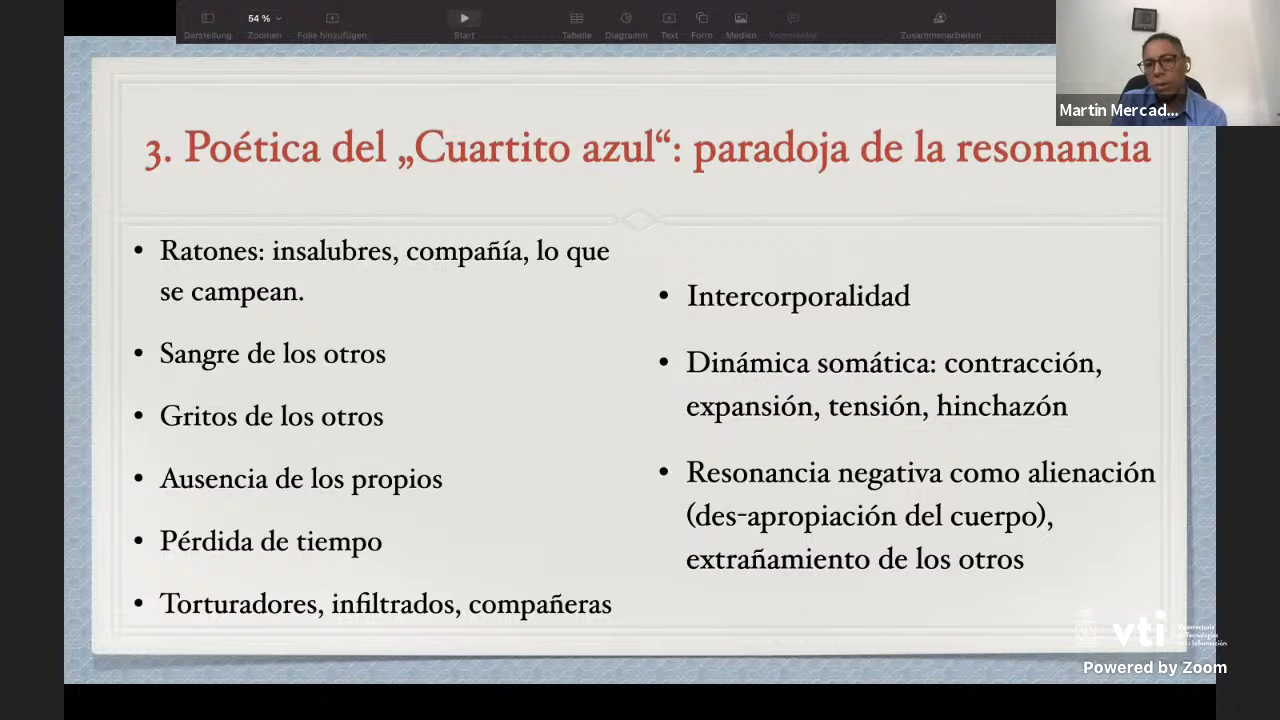 54 %
Darstellung
Zoomen
Folie hinzufügen
Start
Tabelle
Diagramm
Text
Form
Medien
Kommentar
Zusammenarbeiten
Martin Mercad...
3. Poética del „Cuartito azul“: paradoja de la resonancia
• Ratones: insalubres, compañía, lo que
se campean.
• Sangre de los otros
• Gritos de los otros
• Ausencia de los propios
• Pérdida de tiempo
• Torturadores, infiltrados, compañeras
• Intercorporalidad
• Dinámica somática: contracción,
expansión, tensión, hinchazón
• Resonancia negativa como alienación
(des-apropiación del cuerpo),
extrañamiento de los otros
vti
Powered by Zoom